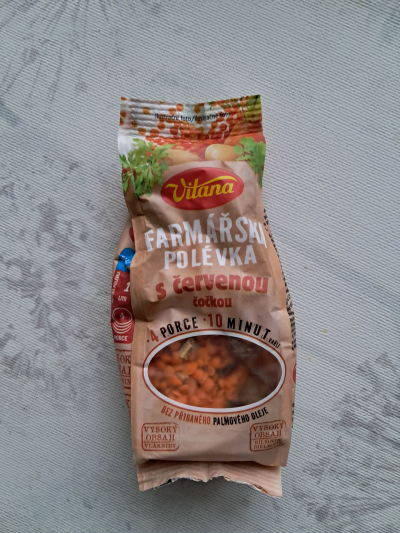 Vitana
FARMÁŘSKÁ
POLÉVKA
s červenou
čočkou
4 PORCE • 10 MINUT
BEZ PŘIDANÉHO PALMOVÉHO OLEJE
VYSOKÝ
OBSAH
VLÁKNINY
VYSOKÝ
OBSAH
BÍLKOVIN
PORCE